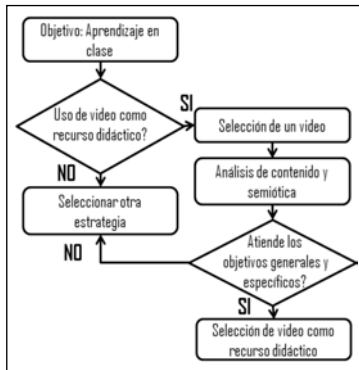 Objetivo: Aprendizaje en
clase
Uso de video como
recurso didáctico?
SI
Selección de un video
NO
Análisis de contenido y
semiótica
Seleccionar otra
estrategia
NO
Atiende los
objetivos generales y
específicos?
SI
Selección de video como
recurso didáctico